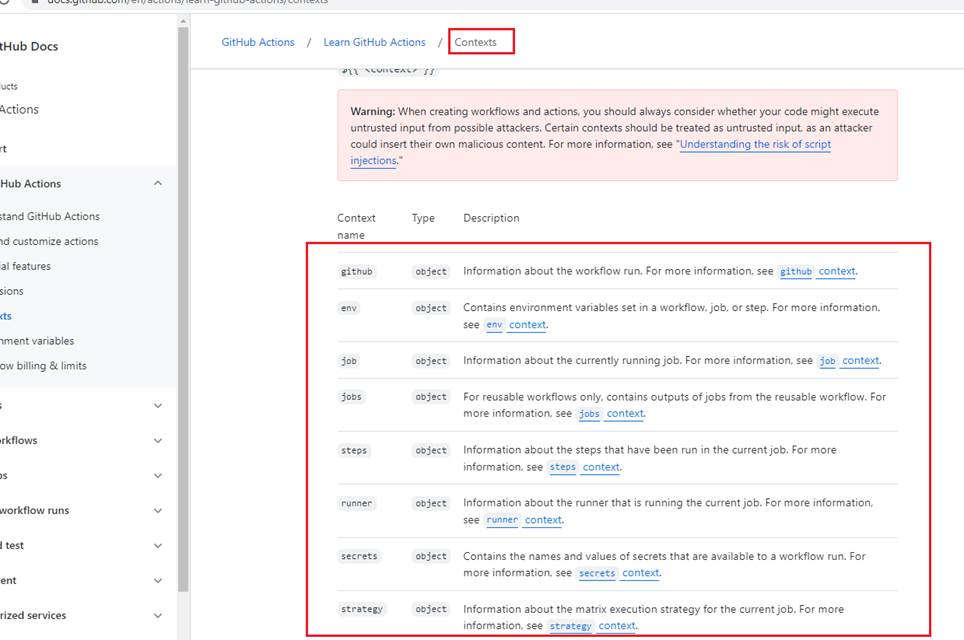 docs.github.com/en/actions/learn-github-actions/contexts
tHub Docs
GitHub Actions / Learn GitHub Actions / Contexts
ucts
Actions
rt
Hub Actions
stand GitHub Actions
nd customize actions
ial features
sions
xts
nment variables
ow billing & limits
s
rkflows
os
workflow runs
d test
ent
rized services
${{ <context> }}
Warning: When creating workflows and actions, you should always consider whether your code might execute
untrusted input from possible attackers. Certain contexts should be treated as untrusted input, as an attacker
could insert their own malicious content. For more information, see "Understanding the risk of script
injections."
Context Type Description
name
github object Information about the workflow run. For more information, see github context.
env object Contains environment variables set in a workflow, job, or step. For more information,
see env context.
job object Information about the currently running job. For more information, see job context.
jobs object For reusable workflows only, contains outputs of jobs from the reusable workflow. For
more information, see jobs context.
steps object Information about the steps that have been run in the current job. For more
information, see steps context.
runner object Information about the runner that is running the current job. For more information,
see runner context.
secrets object Contains the names and values of secrets that are available to a workflow run. For
more information, see secrets context.
strategy object Information about the matrix execution strategy for the current job. For more
information, see strategy context.